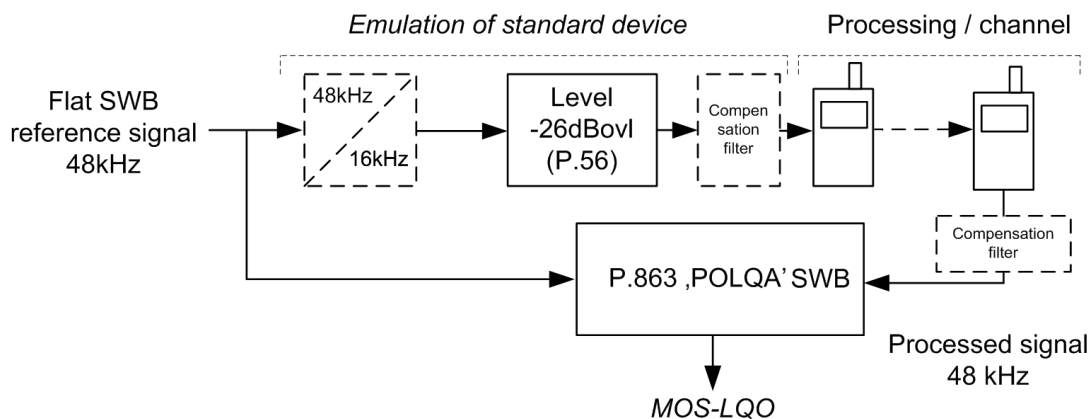 Emulation of standard device
Processing / channel
Flat SWB
reference signal
48kHz
48kHz
16kHz
Level
-26dBovl
(P.56)
Compen
sation
filter
Compensation
filter
P.863 ‚POLQA’ SWB
Processed signal
48 kHz
MOS-LQO